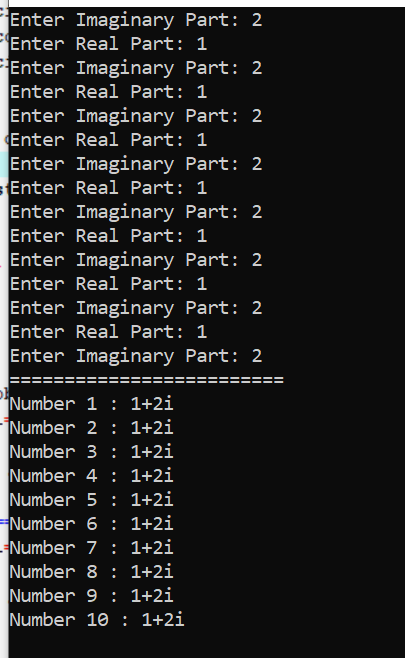 Enter Imaginary Part: 2
Enter Real Part: 1
Enter Imaginary Part: 2
Enter Real Part: 1
Enter Imaginary Part: 2
Enter Real Part: 1
Enter Imaginary Part: 2
Enter Real Part: 1
Enter Imaginary Part: 2
Enter Real Part: 1
Enter Imaginary Part: 2
Enter Real Part: 1
Enter Imaginary Part: 2
Enter Real Part: 1
Enter Imaginary Part: 2
=========================
Number 1 : 1+2i
Number 2 : 1+2i
Number 3 : 1+2i
Number 4 : 1+2i
Number 5 : 1+2i
Number 6 : 1+2i
Number 7 : 1+2i
Number 8 : 1+2i
Number 9 : 1+2i
Number 10 : 1+2i